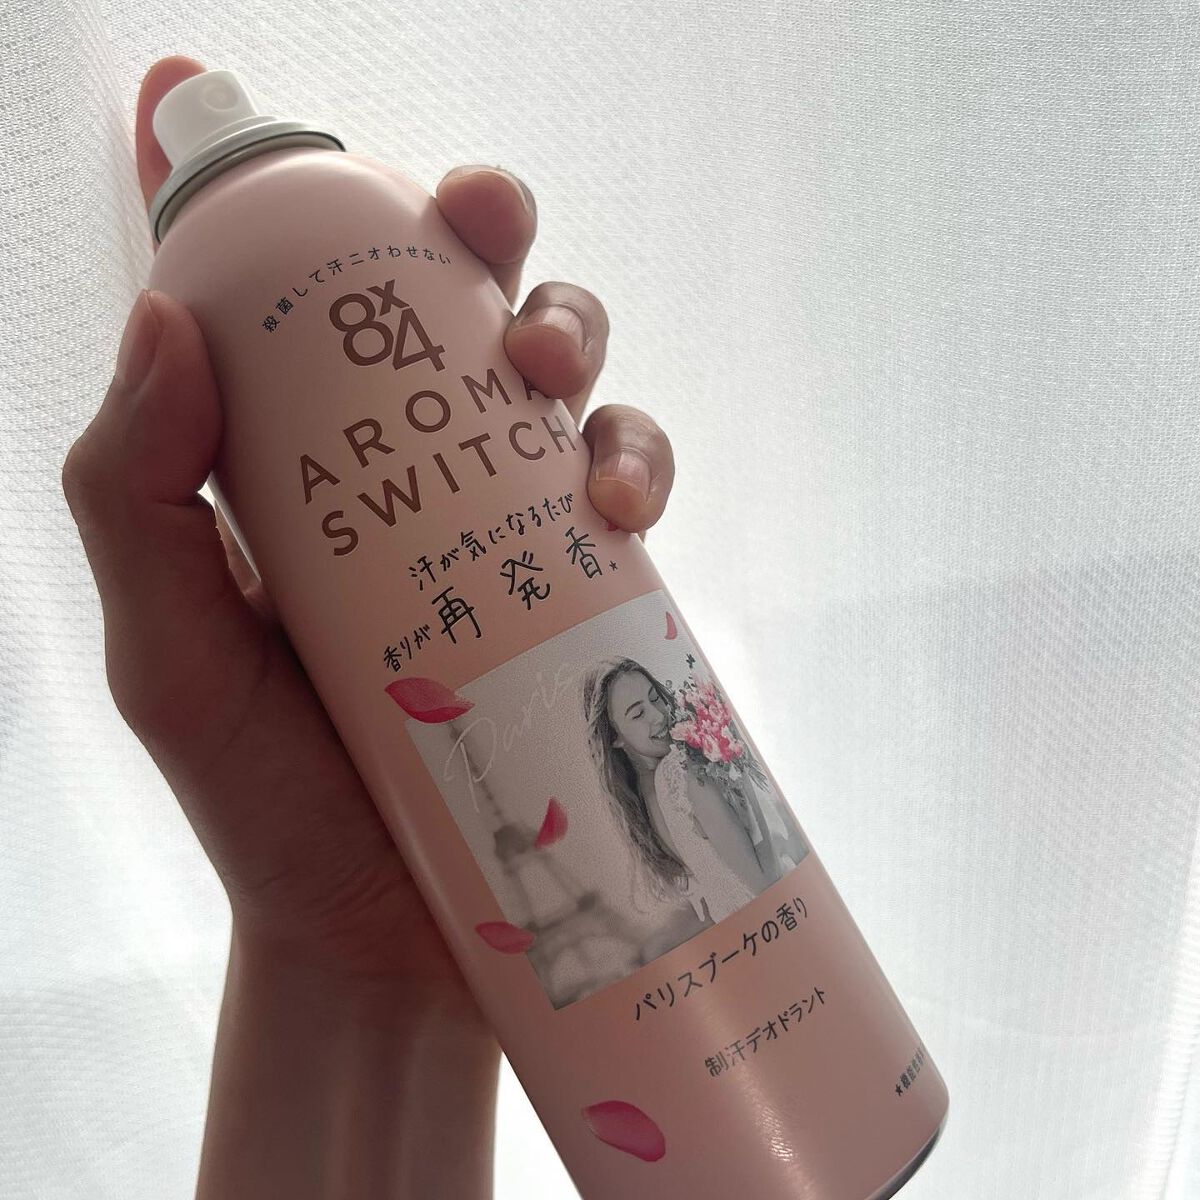 殺菌して汗ニオわせない
8x4
AROMA
SWITCH
汗が気になるたび
香りが再発香*
Paris
パリスブーケの香り
制汗デオドラント